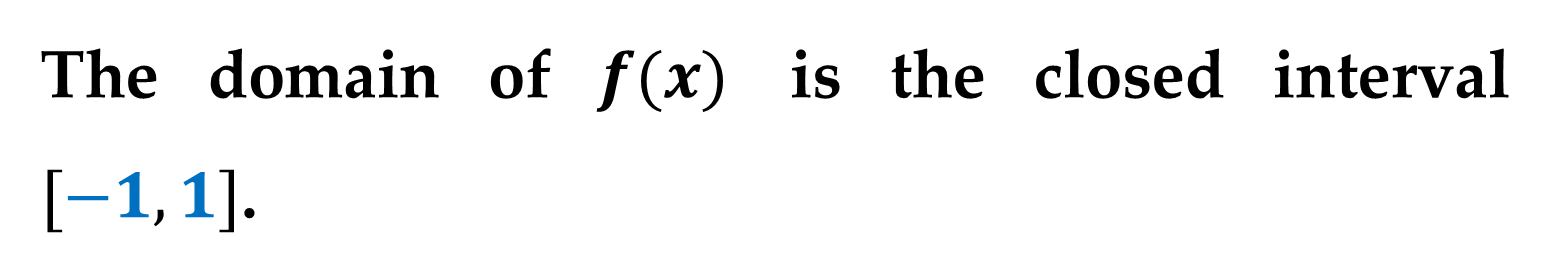 The domain of f(x) is the closed interval
[−1, 1].